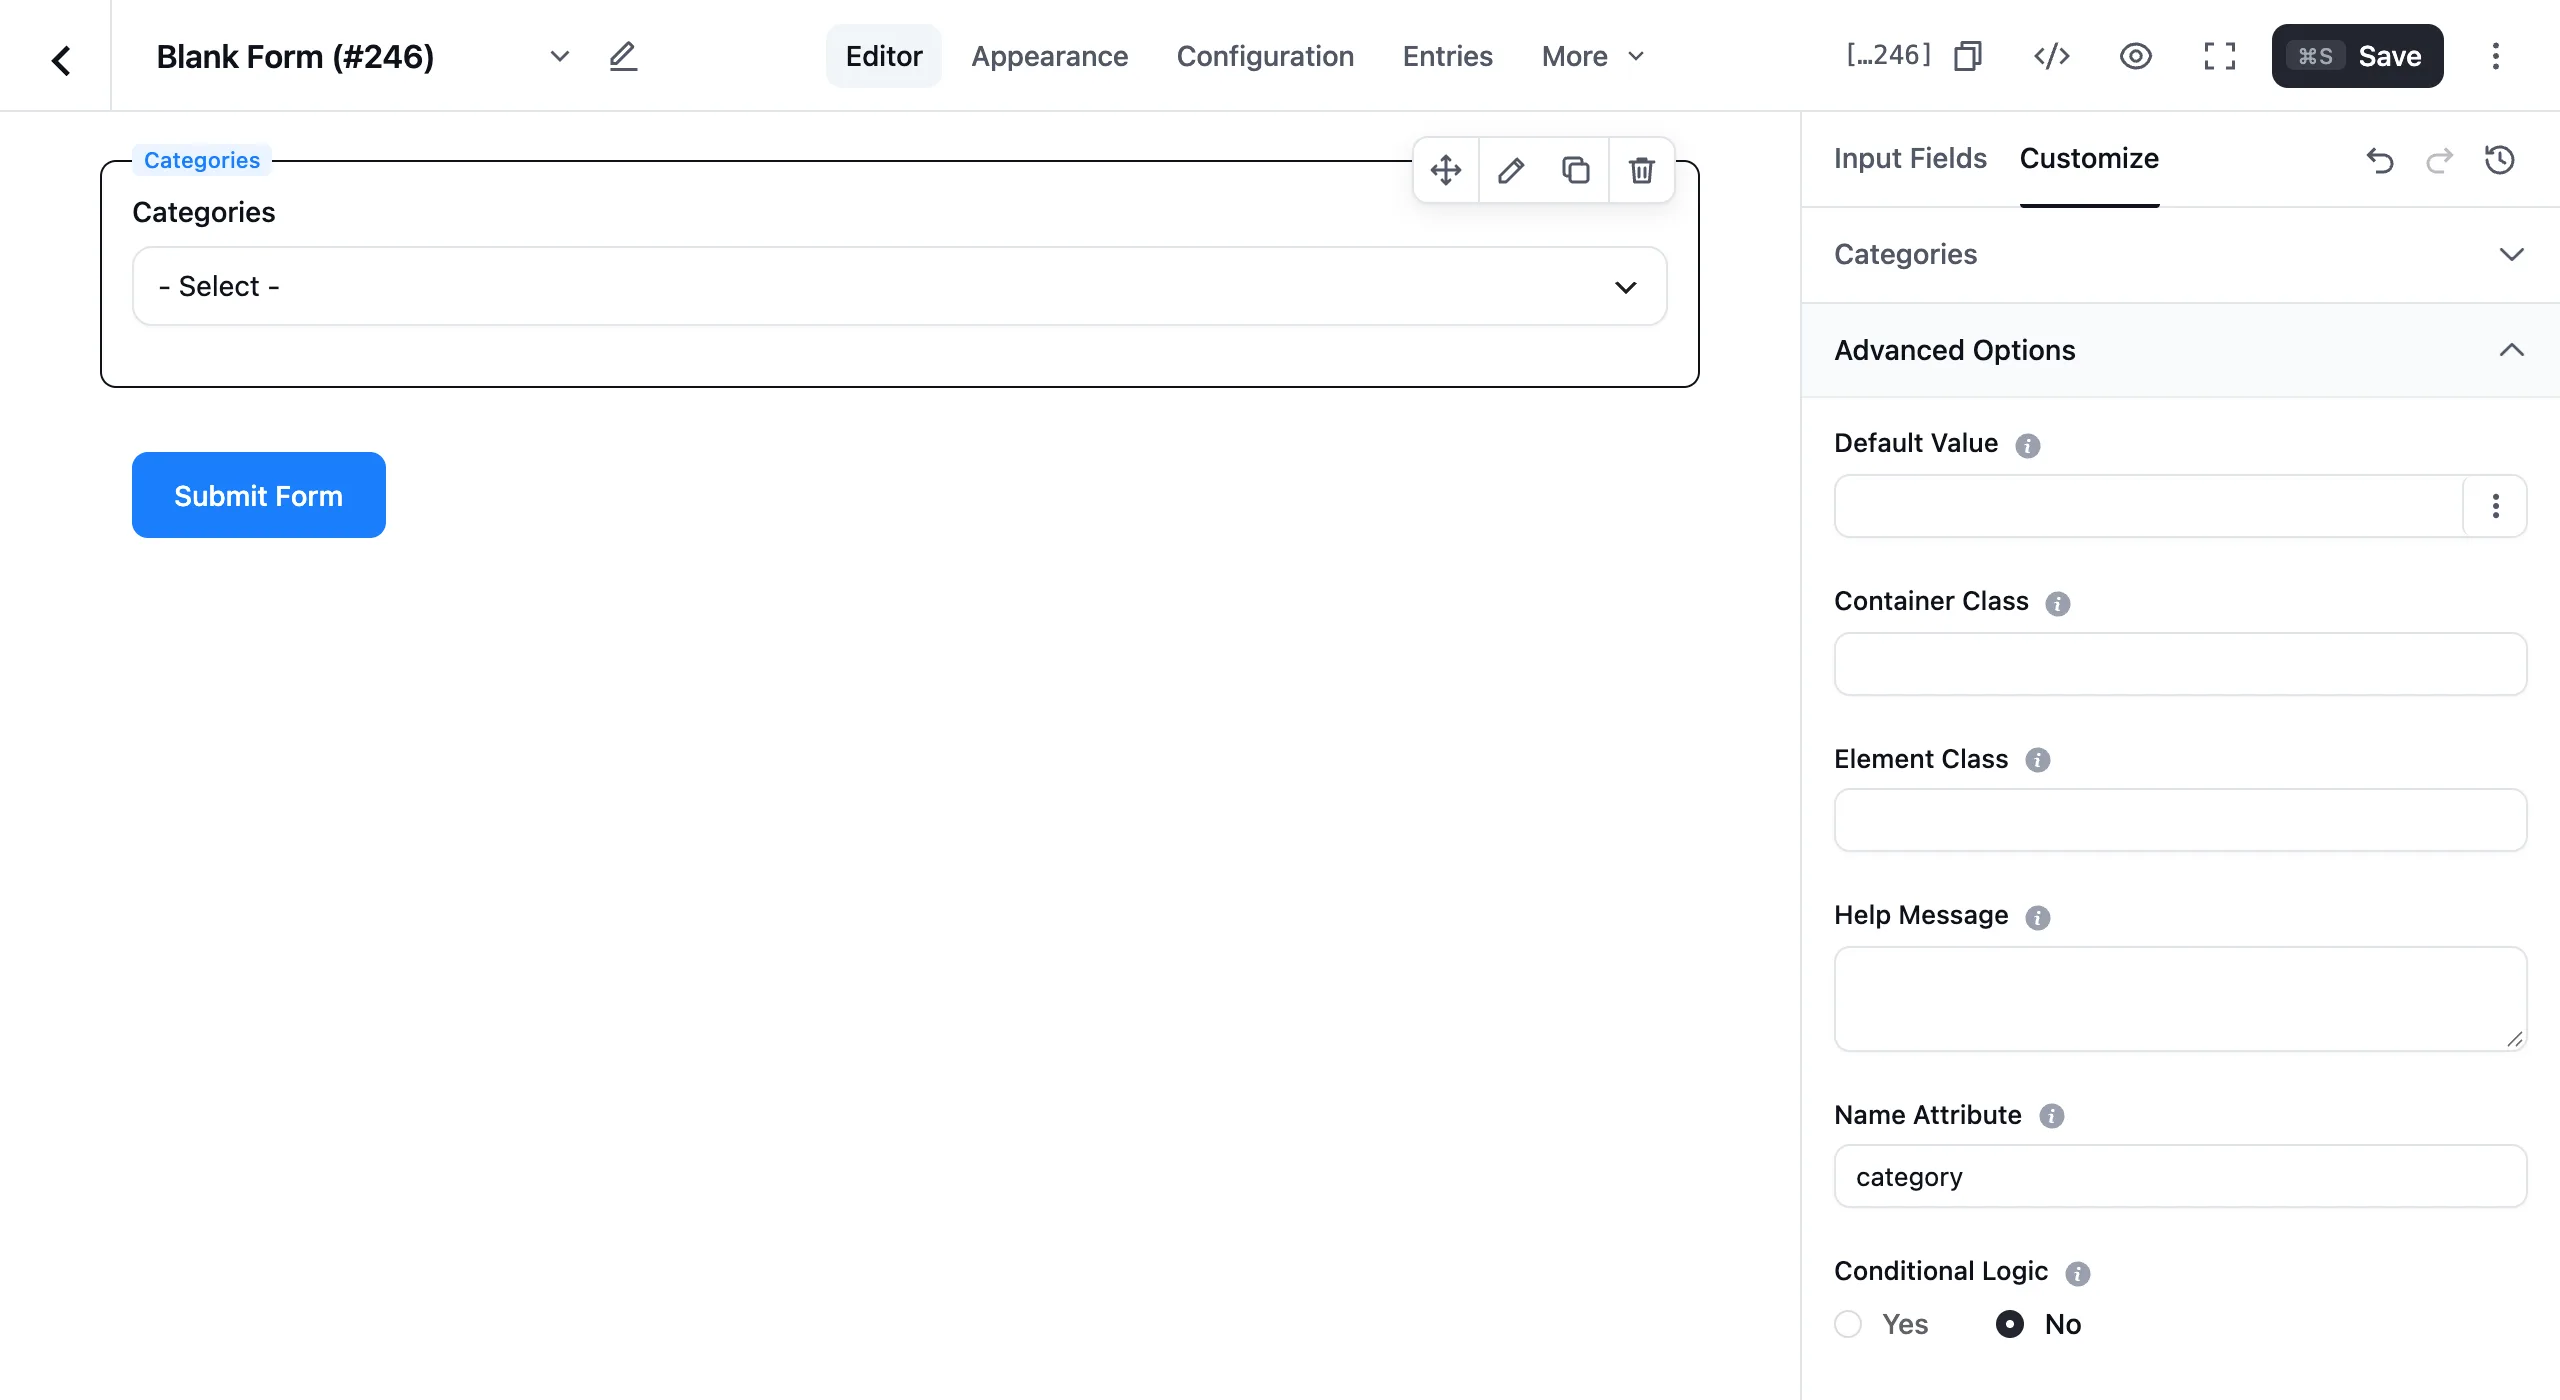 Blank Form (#246)
Editor
Appearance
Configuration
Entries
More
[…246]
⌘S Save
Categories
Categories
- Select -
Submit Form
Input Fields
Customize
Categories
Advanced Options
Default Value
Container Class
Element Class
Help Message
Name Attribute
category
Conditional Logic
Yes
No